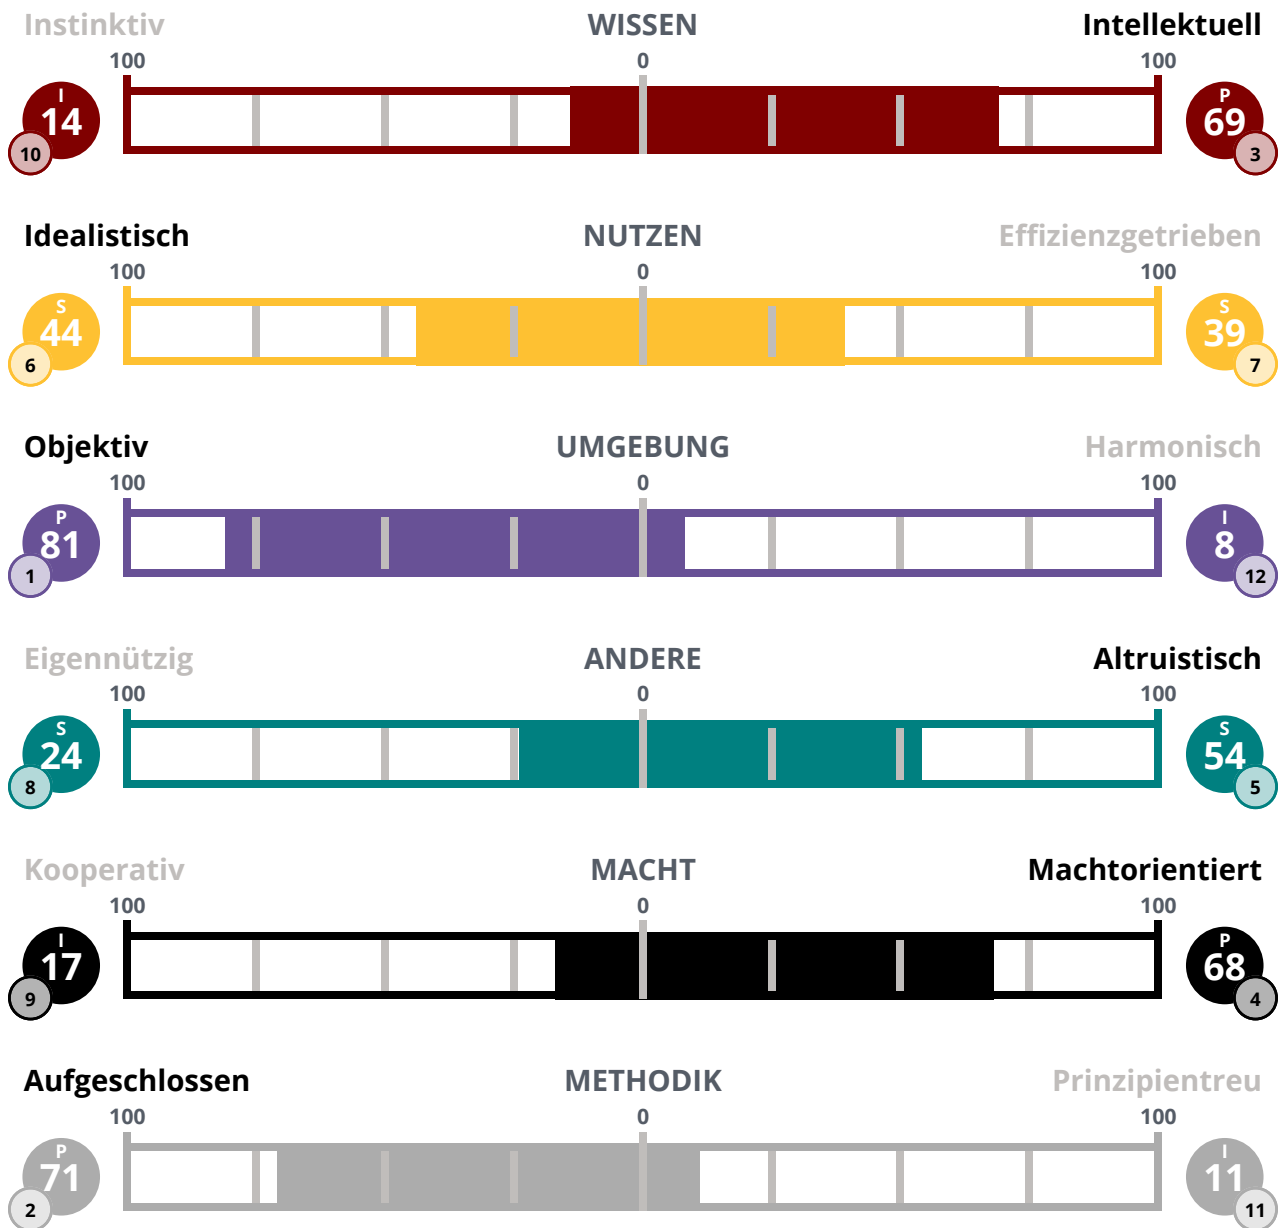 Instinktiv WISSEN Intellektuell
100 0 100
I P
14 69
10 3
Idealistisch NUTZEN Effizienzgetrieben
100 0 100
S S
44 39
6 7
Objektiv UMGEBUNG Harmonisch
100 0 100
P I
81 8
1 12
Eigennützig ANDERE Altruistisch
100 0 100
S S
24 54
8 5
Kooperativ MACHT Machtorientiert
100 0 100
I P
17 68
9 4
Aufgeschlossen METHODIK Prinzipientreu
100 0 100
P I
71 11
2 11